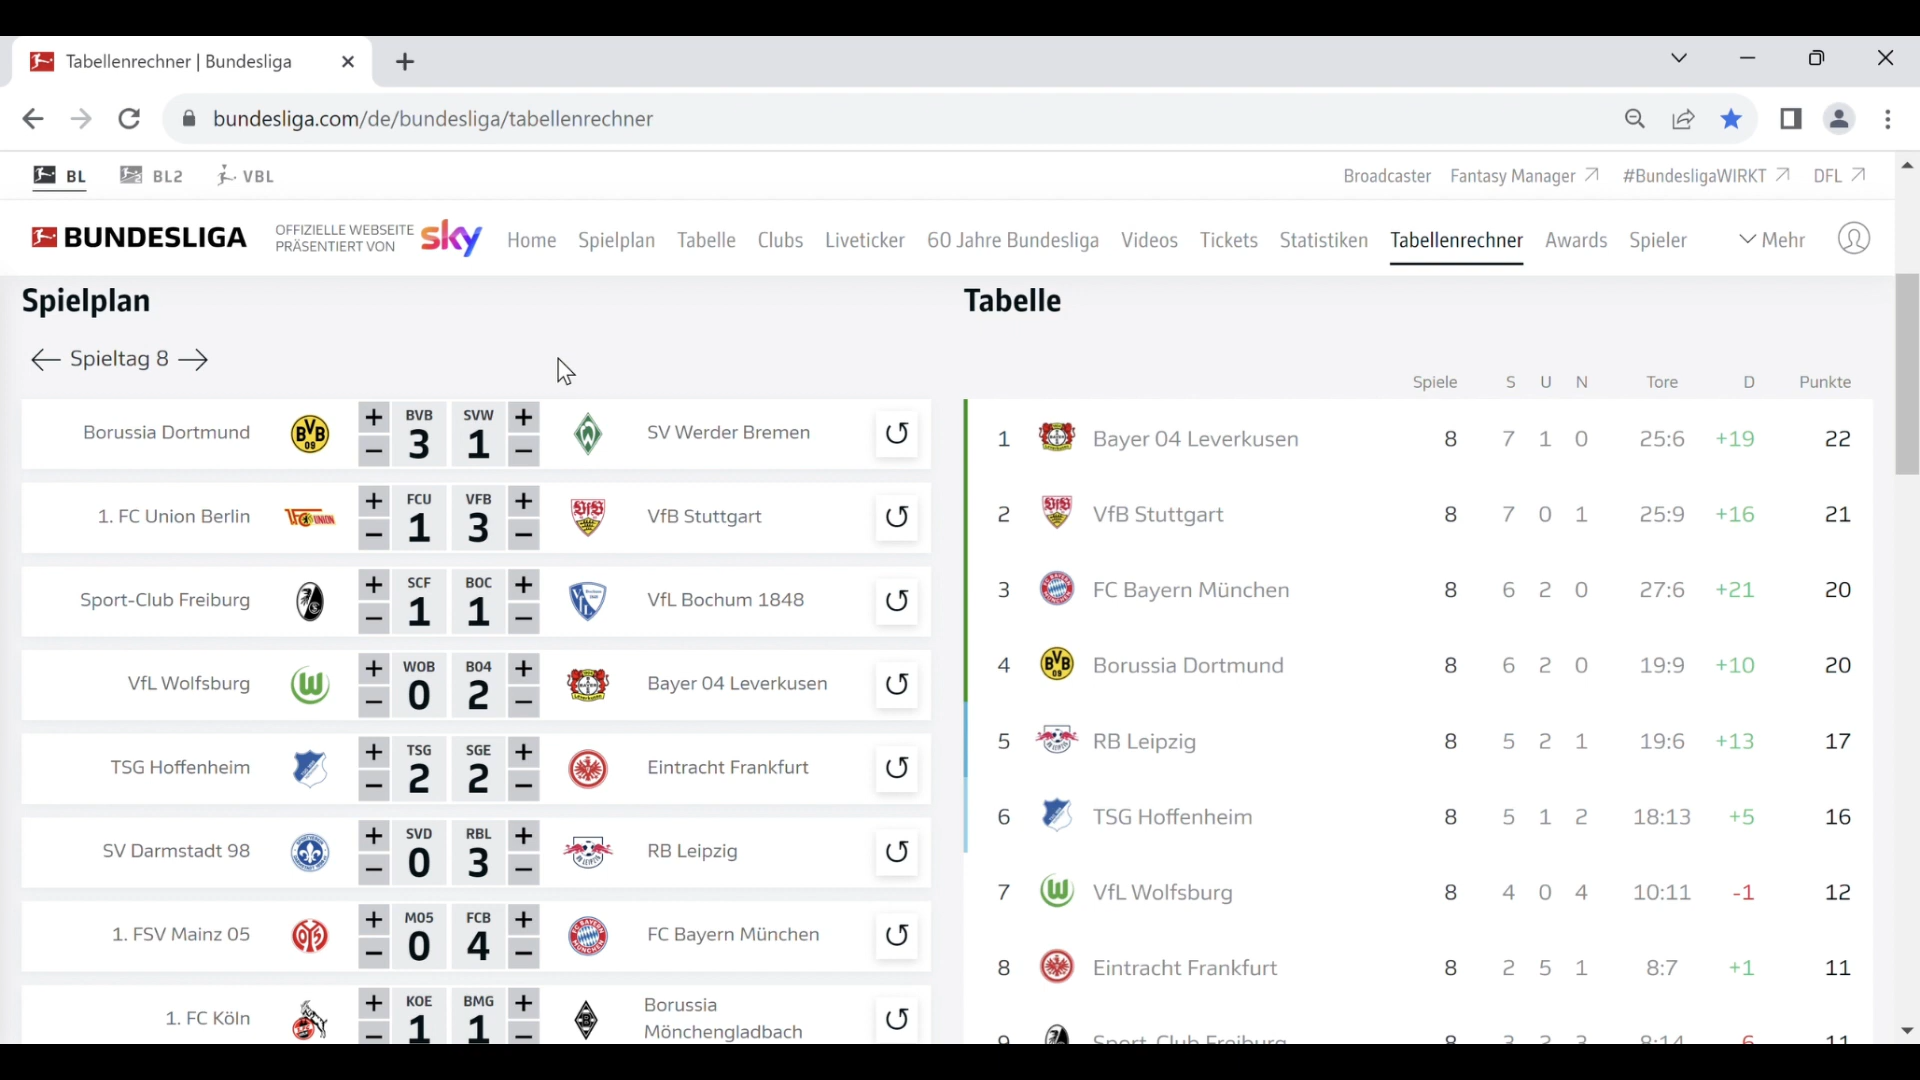 Tabellenrechner | Bundesliga
bundesliga.com/de/bundesliga/tabellenrechner
BL BL2 VBL Broadcaster Fantasy Manager #BundesligaWIRKT DFL
BUNDESLIGA OFFIZIELLE WEBSEITE PRÄSENTIERT VON sky Home Spielplan Tabelle Clubs Liveticker 60 Jahre Bundesliga Videos Tickets Statistiken Tabellenrechner Awards Spieler Mehr
Spielplan
Spieltag 8
Borussia Dortmund BVB 3 SVW 1 SV Werder Bremen
1. FC Union Berlin FCU 1 VFB 3 VfB Stuttgart
Sport-Club Freiburg SCF 1 BOC 1 VfL Bochum 1848
VfL Wolfsburg WOB 0 B04 2 Bayer 04 Leverkusen
TSG Hoffenheim TSG 2 SGE 2 Eintracht Frankfurt
SV Darmstadt 98 SVD 0 RBL 3 RB Leipzig
1. FSV Mainz 05 M05 0 FCB 4 FC Bayern München
1. FC Köln KOE 1 BMG 1 Borussia Mönchengladbach
Tabelle
Spiele S U N Tore D Punkte
1 Bayer 04 Leverkusen 8 7 1 0 25:6 +19 22
2 VfB Stuttgart 8 7 0 1 25:9 +16 21
3 FC Bayern München 8 6 2 0 27:6 +21 20
4 Borussia Dortmund 8 6 2 0 19:9 +10 20
5 RB Leipzig 8 5 2 1 19:6 +13 17
6 TSG Hoffenheim 8 5 1 2 18:13 +5 16
7 VfL Wolfsburg 8 4 0 4 10:11 -1 12
8 Eintracht Frankfurt 8 2 5 1 8:7 +1 11
Sport-Club Freiburg